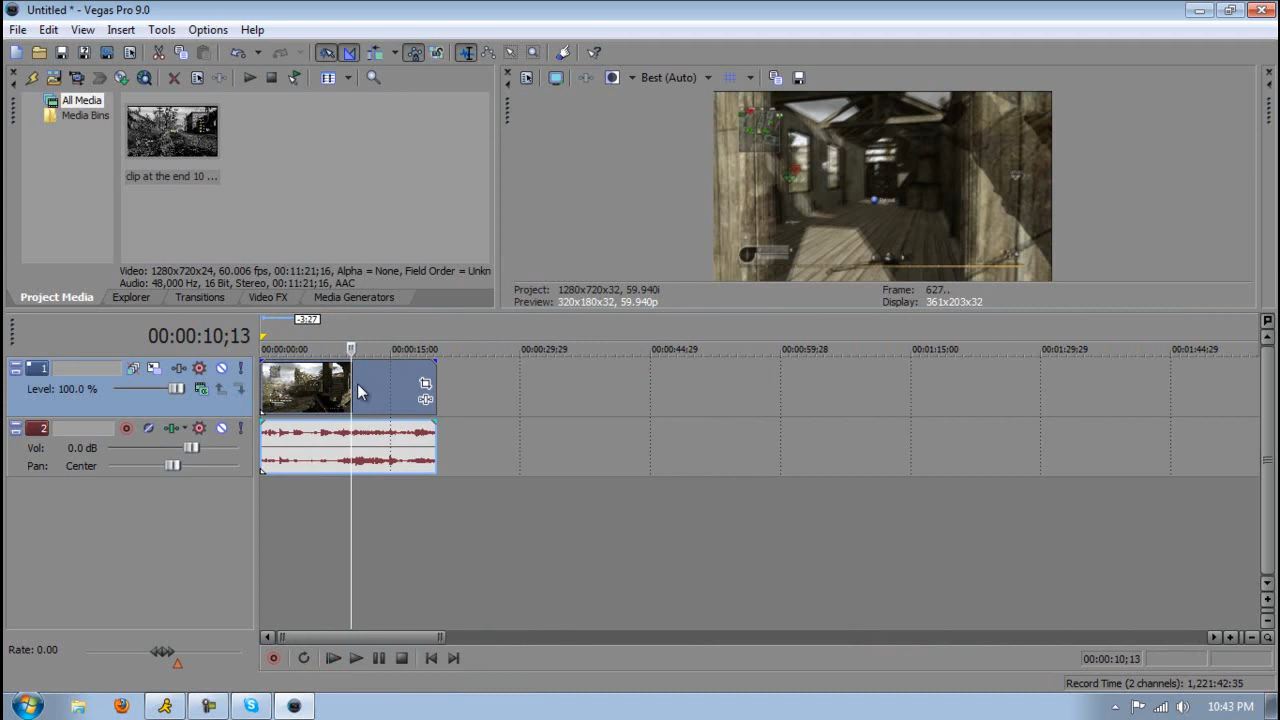 Untitled * - Vegas Pro 9.0
File Edit View Insert Tools Options Help
Best (Auto)
All Media
Media Bins
clip at the end 10 ...
Video: 1280x720x24, 60.006 fps, 00:11:21;16, Alpha = None, Field Order = Unkn
Audio: 48,000 Hz, 16 Bit, Stereo, 00:11:21;16, AAC
Project Media Explorer Transitions Video FX Media Generators
Project: 1280x720x32, 59.940i
Frame: 627..
Preview: 320x180x32, 59.940p
Display: 361x203x32
-3:27
00:00:10;13
00:00:00:00 00:00:15:00 00:00:29;29 00:00:44;29 00:00:59;28 00:01:15:00 00:01:29;29 00:01:44;29
1
Level: 100.0 %
2
Vol: 0.0 dB
Pan: Center
Rate: 0.00
00:00:10;13
Record Time (2 channels): 1,221:42:35
10:43 PM